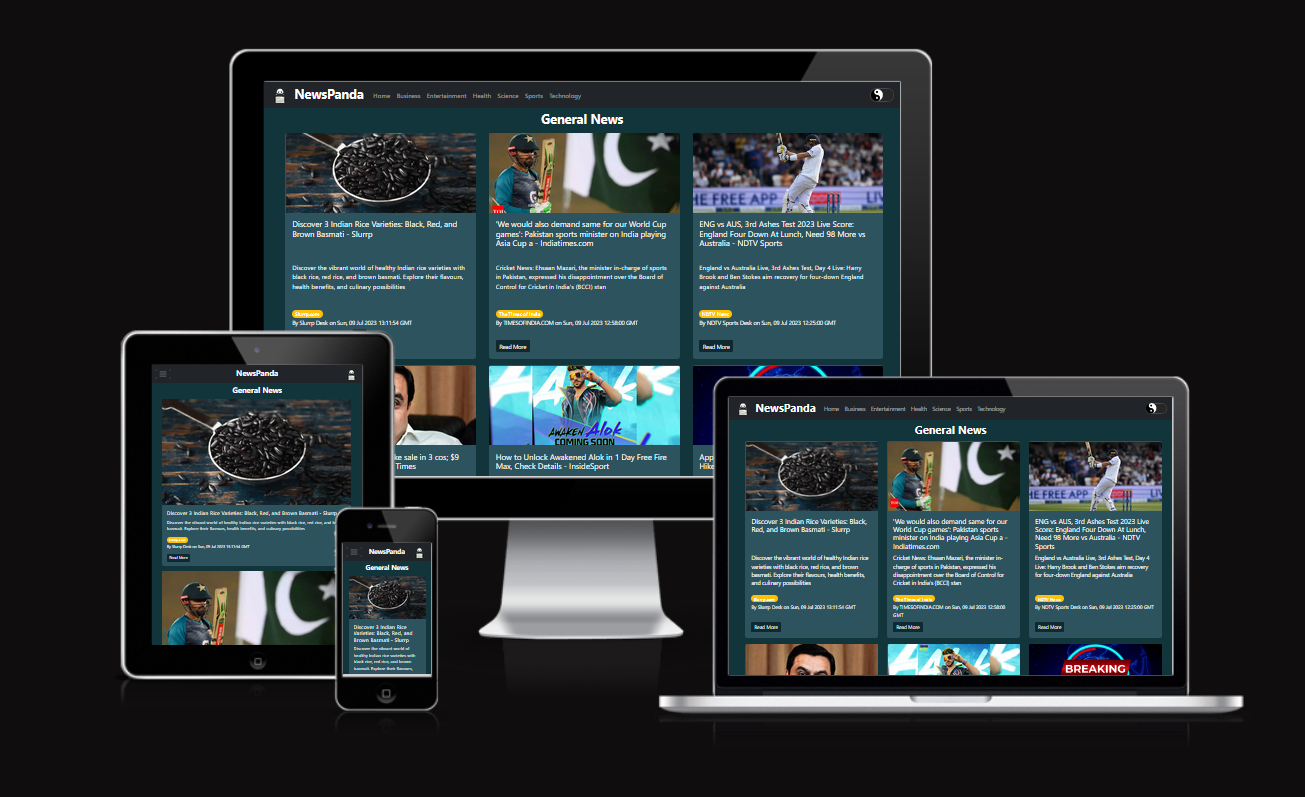 NewsPanda Home Business Entertainment Health Science Sports Technology
General News
THE FREE APP
LIV
Discover 3 Indian Rice Varieties: Black, Red, and
Brown Basmati - Slurrp
Discover the vibrant world of healthy Indian rice varieties with
black rice, red rice, and brown basmati. Explore their flavours,
health benefits, and culinary possibilities
Slurrp.com
By Slurrp Desk on Sun, 09 Jul 2023 13:11:54 GMT
'We would also demand same for our World Cup
games': Pakistan sports minister on India playing
Asia Cup a - Indiatimes.com
Cricket News: Ehsaan Mazari, the minister in-charge of sports
in Pakistan, expressed his disappointment over the Board of
Control for Cricket in India's (BCCI) stan
The Times of India
By TIMESOFINDIA.COM on Sun, 09 Jul 2023 12:58:00 GMT
Read More
ENG vs AUS, 3rd Ashes Test 2023 Live Score:
England Four Down At Lunch, Need 98 More vs
Australia - NDTV Sports
England vs Australia Live, 3rd Ashes Test, Day 4 Live: Harry
Brook and Ben Stokes aim recovery for four-down England
against Australia
NDTV News
By NDTV Sports Desk on Sun, 09 Jul 2023 12:25:00 GMT
Read More
ke sale in 3 cos; $9
Times
AWAKEN Alok
COMING SOON
How to Unlock Awakened Alok in 1 Day Free Fire
Max, Check Details - InsideSport
App
Hike
NewsPanda
General News
Discover 3 Indian Rice Varieties: Black, Red, and Brown Basmati - Slurrp
Discover the vibrant world of healthy Indian rice varieties with black rice, red rice, and
basmati. Explore their flavours, health benefits, and culinary possibilities
By Slurrp Desk on Sun, 09 Jul 2023 13:11:54 GMT
Read More
NewsPanda
General News
Discover 3 Indian Rice
Varieties: Black, Red, and
Brown Basmati - Slurrp
Discover the vibrant world of
healthy Indian rice varieties with
black rice, red rice, and brown
basmati. Explore their flavours,
NewsPanda Home Business Entertainment Health Science Sports Technology
General News
THE FREE APP
LIV
Discover 3 Indian Rice Varieties: Black,
Red, and Brown Basmati - Slurrp
Discover the vibrant world of healthy Indian rice
varieties with black rice, red rice, and brown
basmati. Explore their flavours, health benefits,
and culinary possibilities
Slurrp.com
By Slurrp Desk on Sun, 09 Jul 2023 13:11:54 GMT
Read More
'We would also demand same for our
World Cup games': Pakistan sports
minister on India playing Asia Cup a -
Indiatimes.com
Cricket News: Ehsaan Mazari, the minister in-
charge of sports in Pakistan, expressed his
disappointment over the Board of Control for
Cricket in India's (BCCI) stan
The Times of India
By TIMESOFINDIA.COM on Sun, 09 Jul 2023 12:58:00
GMT
Read More
ENG vs AUS, 3rd Ashes Test 2023 Live
Score: England Four Down At Lunch,
Need 98 More vs Australia - NDTV
Sports
England vs Australia Live, 3rd Ashes Test, Day 4
Live: Harry Brook and Ben Stokes aim recovery
for four-down England against Australia
NDTV News
By NDTV Sports Desk on Sun, 09 Jul 2023 12:25:00 GMT
Read More
BREAKING